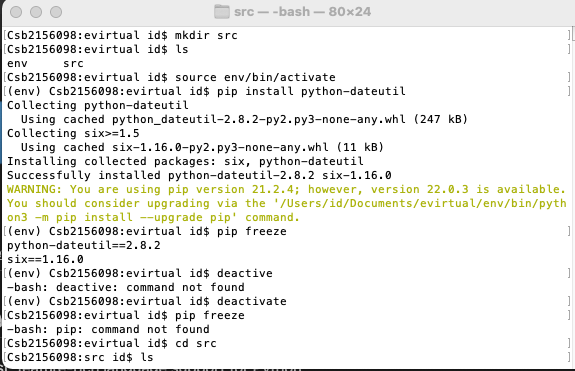 src — -bash — 80×24
[Csb2156098:evirtual id$ mkdir src ]
[Csb2156098:evirtual id$ ls ]
env src
[Csb2156098:evirtual id$ source env/bin/activate ]
[(env) Csb2156098:evirtual id$ pip install python-dateutil ]
Collecting python-dateutil
Using cached python_dateutil-2.8.2-py2.py3-none-any.whl (247 kB)
Collecting six>=1.5
Using cached six-1.16.0-py2.py3-none-any.whl (11 kB)
Installing collected packages: six, python-dateutil
Successfully installed python-dateutil-2.8.2 six-1.16.0
WARNING: You are using pip version 21.2.4; however, version 22.0.3 is available.
You should consider upgrading via the '/Users/id/Documents/evirtual/env/bin/pyth
on3 -m pip install --upgrade pip' command.
[(env) Csb2156098:evirtual id$ pip freeze ]
python-dateutil==2.8.2
six==1.16.0
[(env) Csb2156098:evirtual id$ deactive ]
-bash: deactive: command not found
[(env) Csb2156098:evirtual id$ deactivate ]
[Csb2156098:evirtual id$ pip freeze ]
-bash: pip: command not found
[Csb2156098:evirtual id$ cd src ]
[Csb2156098:src id$ ls ]